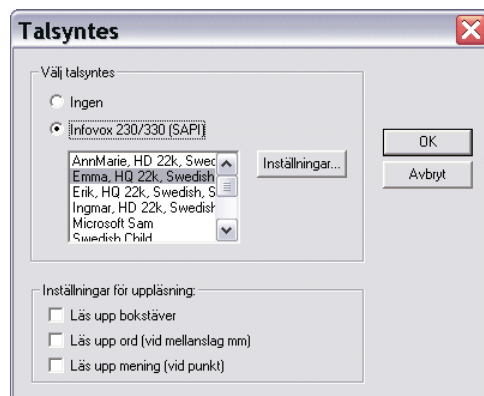 Talsyntes
Välj talsyntes
Ingen
Infovox 230/330 (SAPI)
AnnMarie, HD 22k, Swec
Emma, HQ 22k, Swedish
Erik, HQ 22k, Swedish, S
Ingmar, HD 22k, Swedish
Microsoft Sam
Swedish Child
Inställningar...
OK
Avbryt
Inställningar för uppläsning:
Läs upp bokstäver
Läs upp ord (vid mellanslag mm)
Läs upp mening (vid punkt)